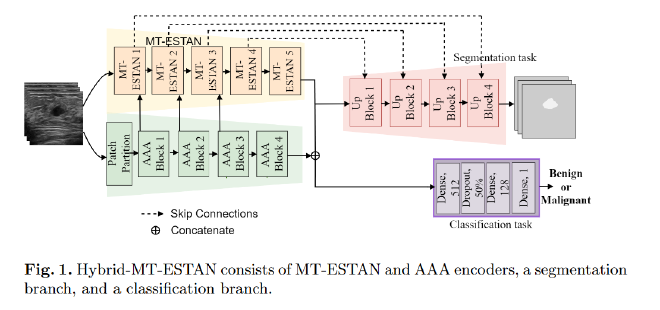 MT-ESTAN
MT-
ESTAN 1
MT-
ESTAN 2
MT-
ESTAN 3
MT-
ESTAN 4
MT-
ESTAN 5
Segmentation task
Up
Block 1
Up
Block 2
Up
Block 3
Up
Block 4
Patch
Partition
AAA
Block 1
AAA
Block 2
AAA
Block 3
AAA
Block 4
Dense,
512
Dropout,
50%
Dense,
128
Dense, 1
Benign
or
Malignant
Classification task
Skip Connections
Concatenate
Fig. 1. Hybrid-MT-ESTAN consists of MT-ESTAN and AAA encoders, a segmentation
branch, and a classification branch.